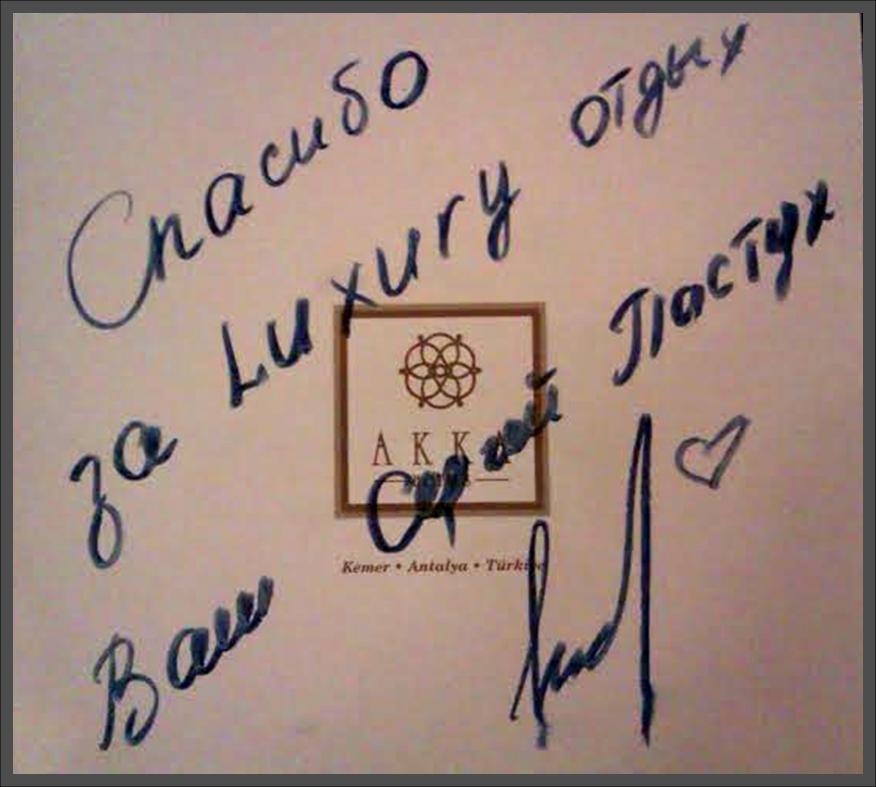 Спасибо
за Luxury отдых
Ваш Сергей Пастух
AKKA
Kemer • Antalya • Türkiye